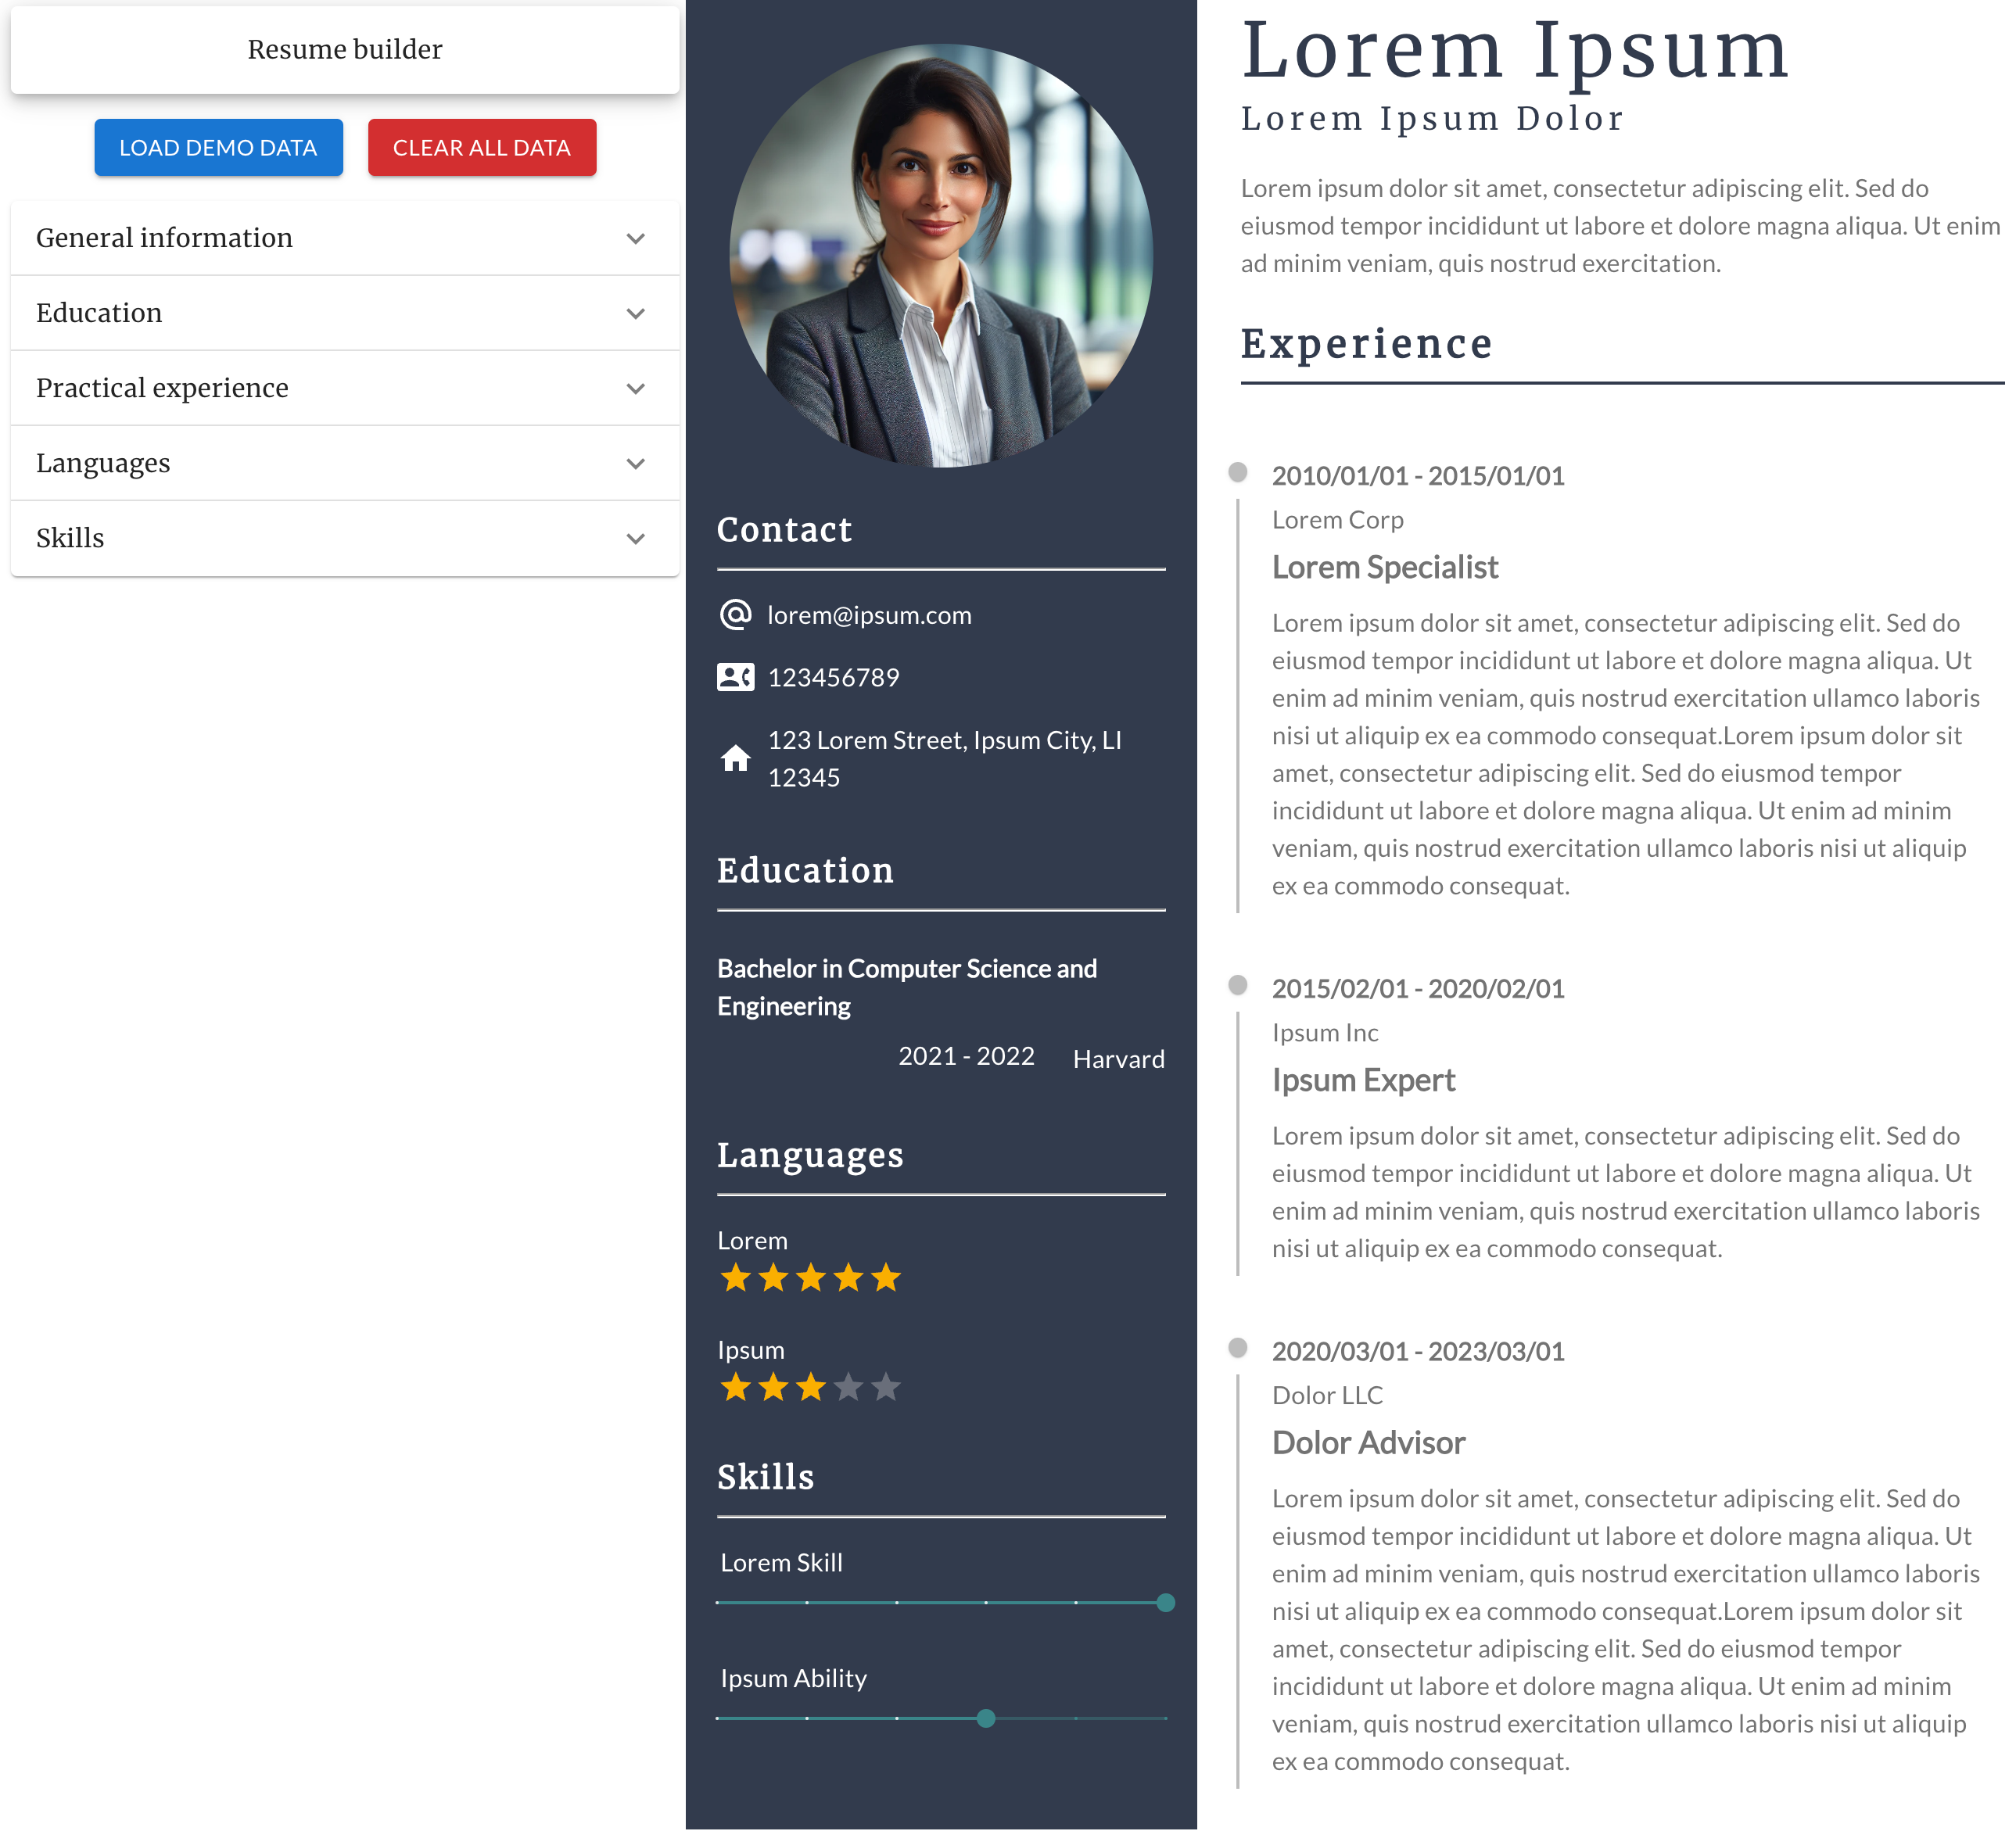 Resume builder
LOAD DEMO DATA
CLEAR ALL DATA
General information
Education
Practical experience
Languages
Skills
Contact
lorem@ipsum.com
123456789
123 Lorem Street, Ipsum City, LI
12345
Education
Bachelor in Computer Science and
Engineering
2021 - 2022
Harvard
Languages
Lorem
Ipsum
Skills
Lorem Skill
Ipsum Ability
Lorem Ipsum
Lorem Ipsum Dolor
Lorem ipsum dolor sit amet, consectetur adipiscing elit. Sed do
eiusmod tempor incididunt ut labore et dolore magna aliqua. Ut enim
ad minim veniam, quis nostrud exercitation.
Experience
2010/01/01 - 2015/01/01
Lorem Corp
Lorem Specialist
Lorem ipsum dolor sit amet, consectetur adipiscing elit. Sed do
eiusmod tempor incididunt ut labore et dolore magna aliqua. Ut
enim ad minim veniam, quis nostrud exercitation ullamco laboris
nisi ut aliquip ex ea commodo consequat.Lorem ipsum dolor sit
amet, consectetur adipiscing elit. Sed do eiusmod tempor
incididunt ut labore et dolore magna aliqua. Ut enim ad minim
veniam, quis nostrud exercitation ullamco laboris nisi ut aliquip
ex ea commodo consequat.
2015/02/01 - 2020/02/01
Ipsum Inc
Ipsum Expert
Lorem ipsum dolor sit amet, consectetur adipiscing elit. Sed do
eiusmod tempor incididunt ut labore et dolore magna aliqua. Ut
enim ad minim veniam, quis nostrud exercitation ullamco laboris
nisi ut aliquip ex ea commodo consequat.
2020/03/01 - 2023/03/01
Dolor LLC
Dolor Advisor
Lorem ipsum dolor sit amet, consectetur adipiscing elit. Sed do
eiusmod tempor incididunt ut labore et dolore magna aliqua. Ut
enim ad minim veniam, quis nostrud exercitation ullamco laboris
nisi ut aliquip ex ea commodo consequat.Lorem ipsum dolor sit
amet, consectetur adipiscing elit. Sed do eiusmod tempor
incididunt ut labore et dolore magna aliqua. Ut enim ad minim
veniam, quis nostrud exercitation ullamco laboris nisi ut aliquip
ex ea commodo consequat.